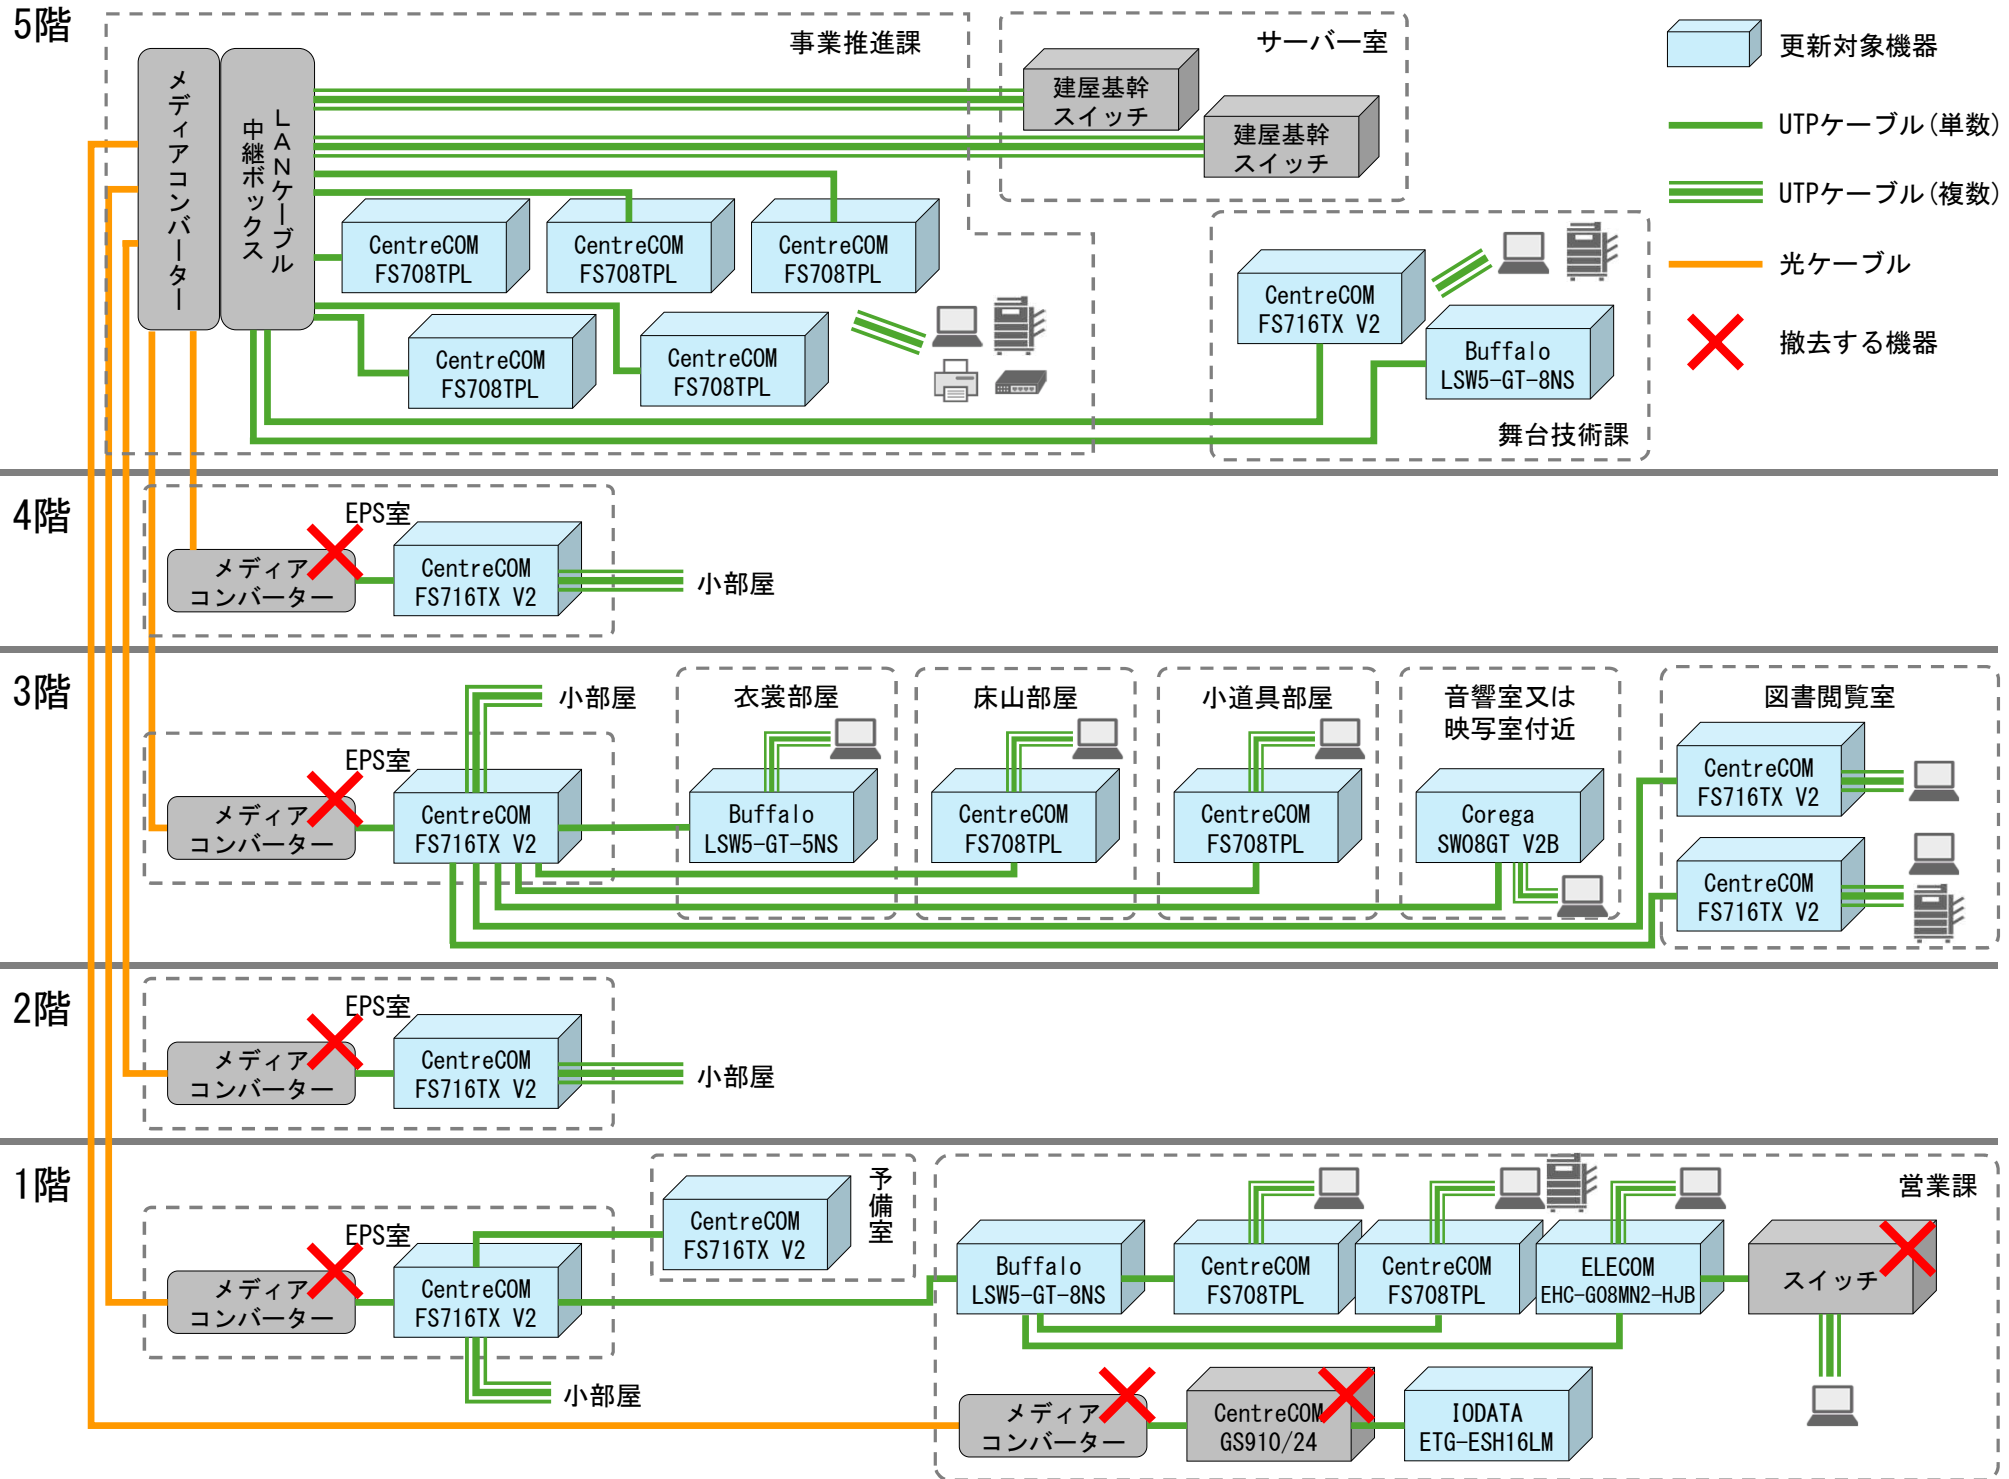 5階
事業推進課
サーバー室
更新対象機器
UTPケーブル(単数)
UTPケーブル(複数)
光ケーブル
撤去する機器
メディアコンバーター
LANケーブル
中継ボックス
建屋基幹
スイッチ
建屋基幹
スイッチ
CentreCOM
FS708TPL
CentreCOM
FS708TPL
CentreCOM
FS708TPL
CentreCOM
FS708TPL
CentreCOM
FS708TPL
CentreCOM
FS716TX V2
Buffalo
LSW5-GT-8NS
舞台技術課
4階
EPS室
メディア
コンバーター
CentreCOM
FS716TX V2
小部屋
3階
小部屋
EPS室
メディア
コンバーター
CentreCOM
FS716TX V2
衣裳部屋
Buffalo
LSW5-GT-5NS
床山部屋
CentreCOM
FS708TPL
小道具部屋
CentreCOM
FS708TPL
音響室又は
映写室付近
Corega
SW08GT V2B
図書閲覧室
CentreCOM
FS716TX V2
CentreCOM
FS716TX V2
2階
EPS室
メディア
コンバーター
CentreCOM
FS716TX V2
小部屋
1階
EPS室
メディア
コンバーター
CentreCOM
FS716TX V2
小部屋
予備室
CentreCOM
FS716TX V2
営業課
Buffalo
LSW5-GT-8NS
CentreCOM
FS708TPL
CentreCOM
FS708TPL
ELECOM
EHC-G08MN2-HJB
スイッチ
メディア
コンバーター
CentreCOM
GS910/24
IODATA
ETG-ESH16LM